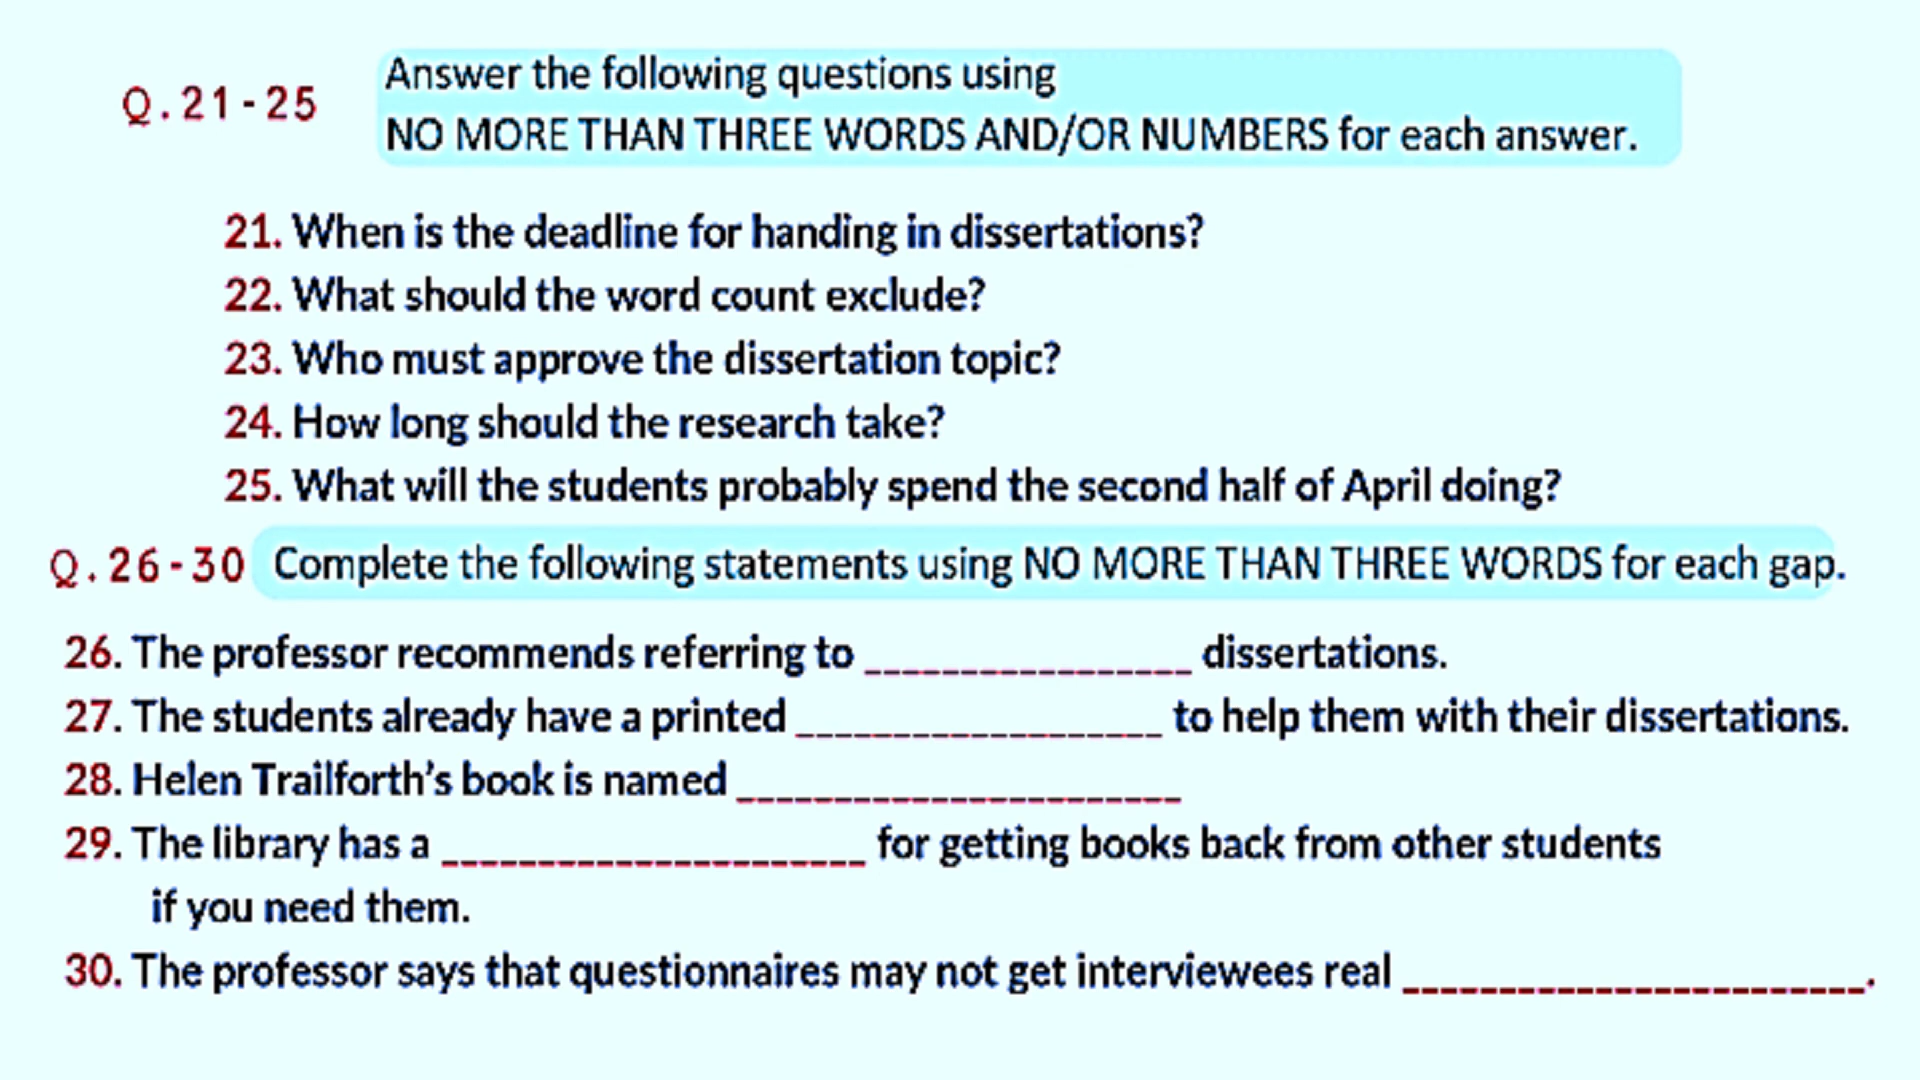 Q.21-25
Answer the following questions using
NO MORE THAN THREE WORDS AND/OR NUMBERS for each answer.
21. When is the deadline for handing in dissertations?
22. What should the word count exclude?
23. Who must approve the dissertation topic?
24. How long should the research take?
25. What will the students probably spend the second half of April doing?
Q.26-30 Complete the following statements using NO MORE THAN THREE WORDS for each gap.
26. The professor recommends referring to _________________ dissertations.
27. The students already have a printed ___________________ to help them with their dissertations.
28. Helen Trailforth’s book is named _______________________
29. The library has a ______________________ for getting books back from other students
if you need them.
30. The professor says that questionnaires may not get interviewees real ________________________.